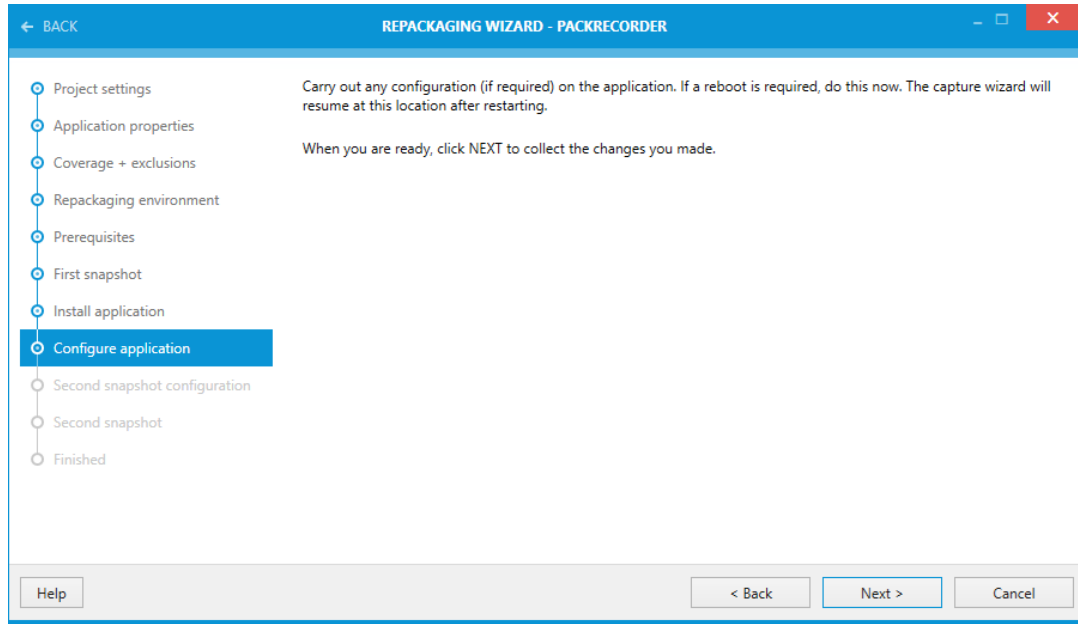 ← BACK
REPACKAGING WIZARD - PACKRECORDER
Project settings
Application properties
Coverage + exclusions
Repackaging environment
Prerequisites
First snapshot
Install application
Configure application
Second snapshot configuration
Second snapshot
Finished
Carry out any configuration (if required) on the application. If a reboot is required, do this now. The capture wizard will
resume at this location after restarting.
When you are ready, click NEXT to collect the changes you made.
Help
< Back
Next >
Cancel